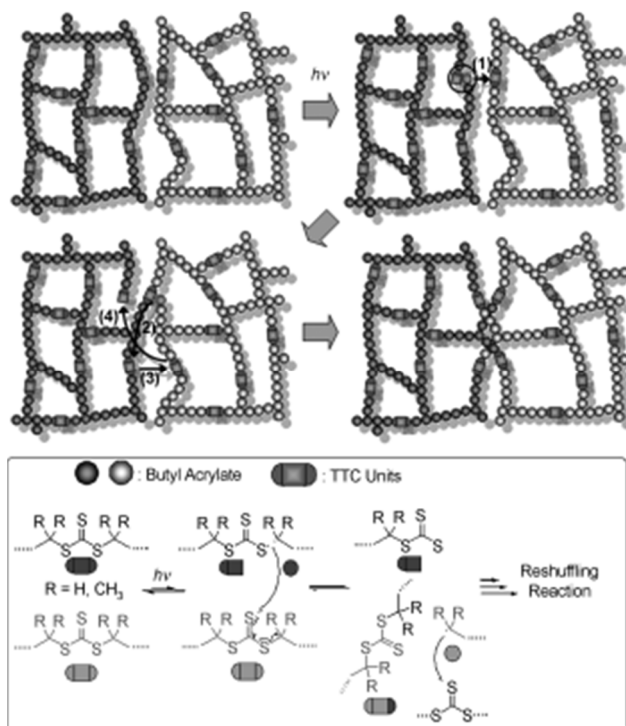 hν
(1)
(4)
(2)
(3)
: Butyl Acrylate : TTC Units
R R S R R R R S R R S
S S S S R R S S
R = H, CH₃ hν R R Reshuffling
S Reaction
R R S R R R R S R R S S R R
S S S S R R
S
S S